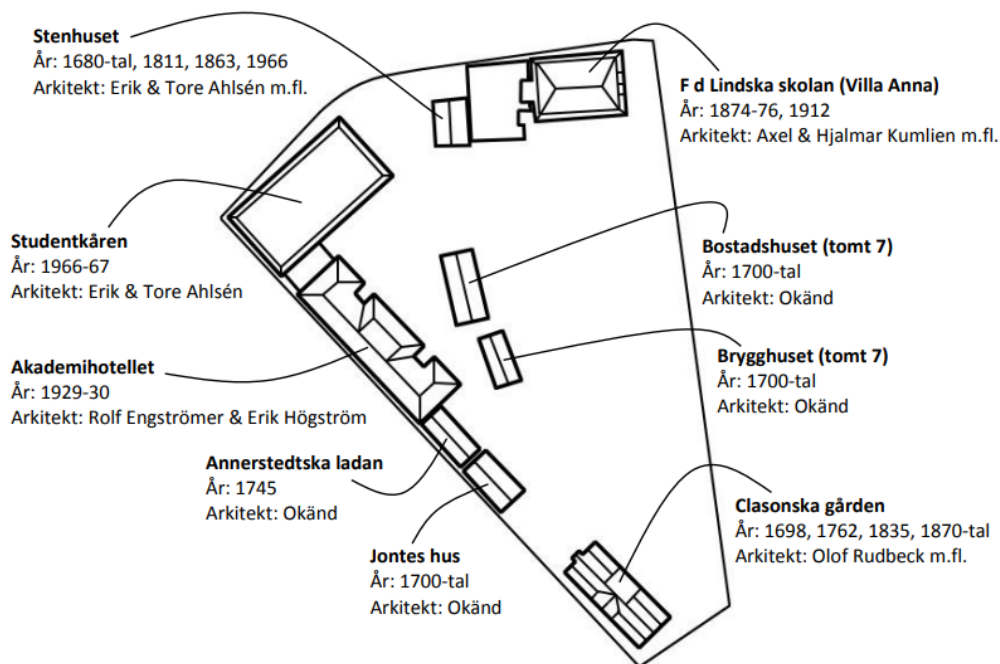 Stenhuset
År: 1680-tal, 1811, 1863, 1966
Arkitekt: Erik & Tore Ahlsén m.fl.
F d Lindska skolan (Villa Anna)
År: 1874-76, 1912
Arkitekt: Axel & Hjalmar Kumlien m.fl.
Studentkåren
År: 1966-67
Arkitekt: Erik & Tore Ahlsén
Bostadshuset (tomt 7)
År: 1700-tal
Arkitekt: Okänd
Akademihotellet
År: 1929-30
Arkitekt: Rolf Engströmer & Erik Högström
Brygghuset (tomt 7)
År: 1700-tal
Arkitekt: Okänd
Annerstedtska ladan
År: 1745
Arkitekt: Okänd
Clasonska gården
År: 1698, 1762, 1835, 1870-tal
Arkitekt: Olof Rudbeck m.fl.
Jontes hus
År: 1700-tal
Arkitekt: Okänd